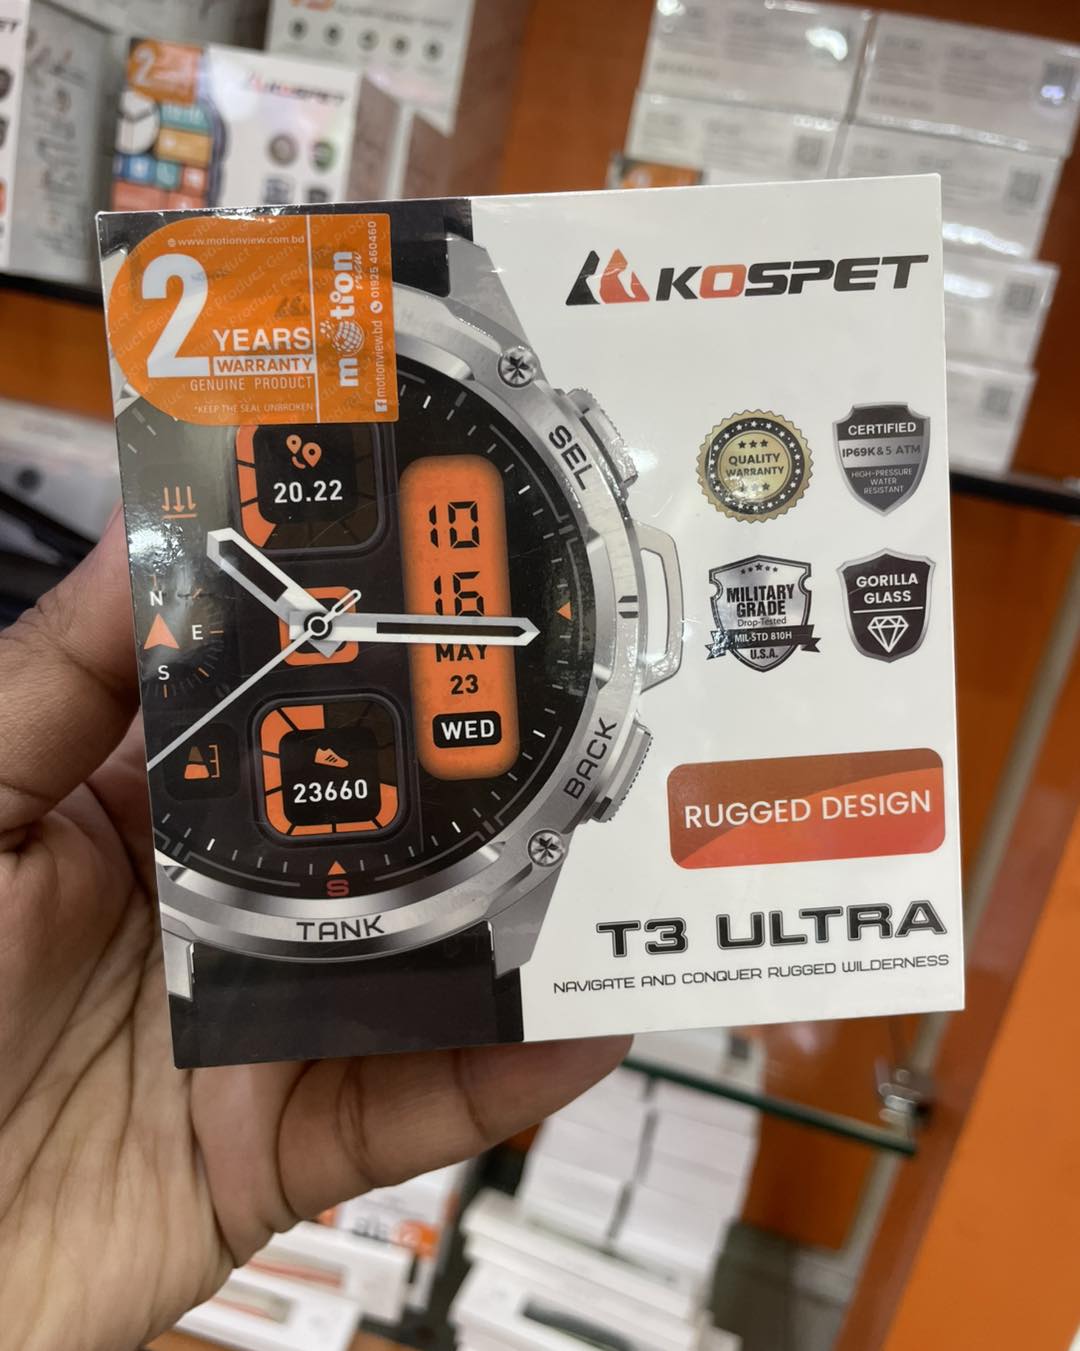 KOSPET
www.motionview.com.bd
2
YEARS
WARRANTY
GENUINE PRODUCT
*KEEP THE SEAL UNBROKEN
motion
view
motionview.bd 01925 460460
KOSPET
SEL
20.22
10
16
MAY
23
WED
N
E
S
23660
BACK
S
TANK
QUALITY
WARRANTY
CERTIFIED
IP69K & 5 ATM
HIGH-PRESSURE
WATER
RESISTANT
MILITARY
GRADE
Drop-Tested
MIL-STD 810H
U.S.A.
GORILLA
GLASS
RUGGED DESIGN
T3 ULTRA
NAVIGATE AND CONQUER RUGGED WILDERNESS